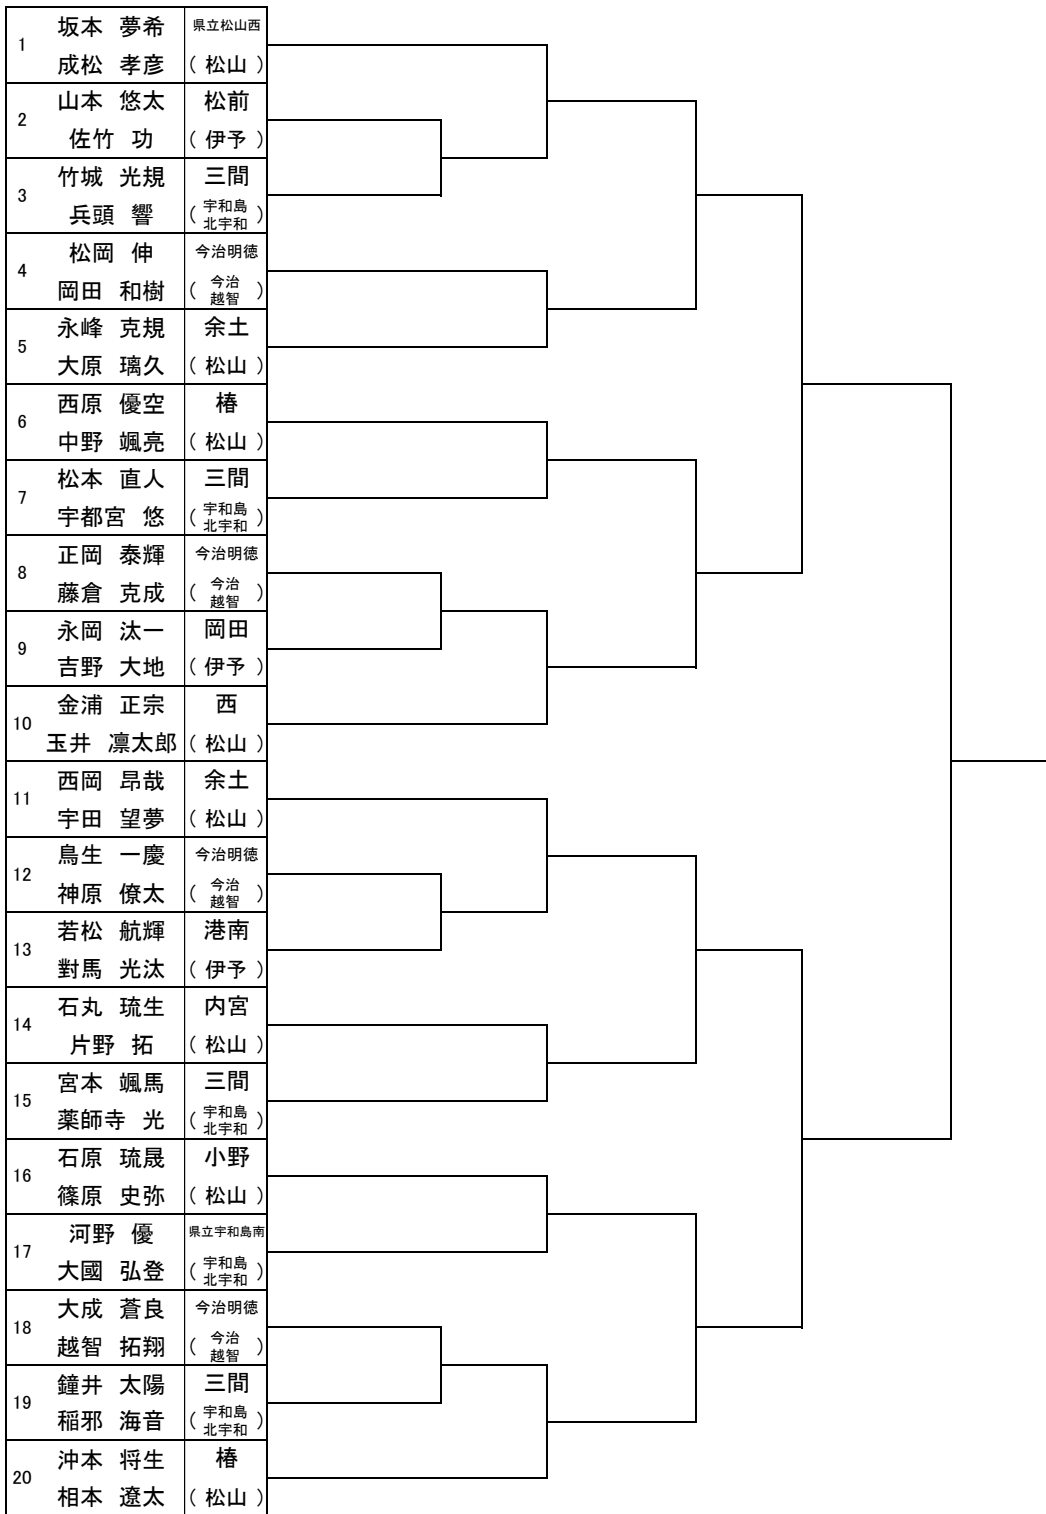 坂本 夢希 県立松山西
1
成松 孝彦 （ 松山 ）
山本 悠太 松前
2
佐竹 功 （ 伊予 ）
竹城 光規 三間
3
兵頭 響 （ 宇和島 北宇和 ）
松岡 伸 今治明徳
4
岡田 和樹 （ 今治 越智 ）
永峰 克規 余土
5
大原 璃久 （ 松山 ）
西原 優空 椿
6
中野 颯亮 （ 松山 ）
松本 直人 三間
7
宇都宮 悠 （ 宇和島 北宇和 ）
正岡 泰輝 今治明徳
8
藤倉 克成 （ 今治 越智 ）
永岡 汰一 岡田
9
吉野 大地 （ 伊予 ）
金浦 正宗 西
10
玉井 凛太郎 （ 松山 ）
西岡 昂哉 余土
11
宇田 望夢 （ 松山 ）
鳥生 一慶 今治明徳
12
神原 僚太 （ 今治 越智 ）
若松 航輝 港南
13
對馬 光汰 （ 伊予 ）
石丸 琉生 内宮
14
片野 拓 （ 松山 ）
宮本 颯馬 三間
15
薬師寺 光 （ 宇和島 北宇和 ）
石原 琉晟 小野
16
篠原 史弥 （ 松山 ）
河野 優 県立宇和島南
17
大國 弘登 （ 宇和島 北宇和 ）
大成 蒼良 今治明徳
18
越智 拓翔 （ 今治 越智 ）
鐘井 太陽 三間
19
稲邪 海音 （ 宇和島 北宇和 ）
沖本 将生 椿
20
相本 遼太 （ 松山 ）